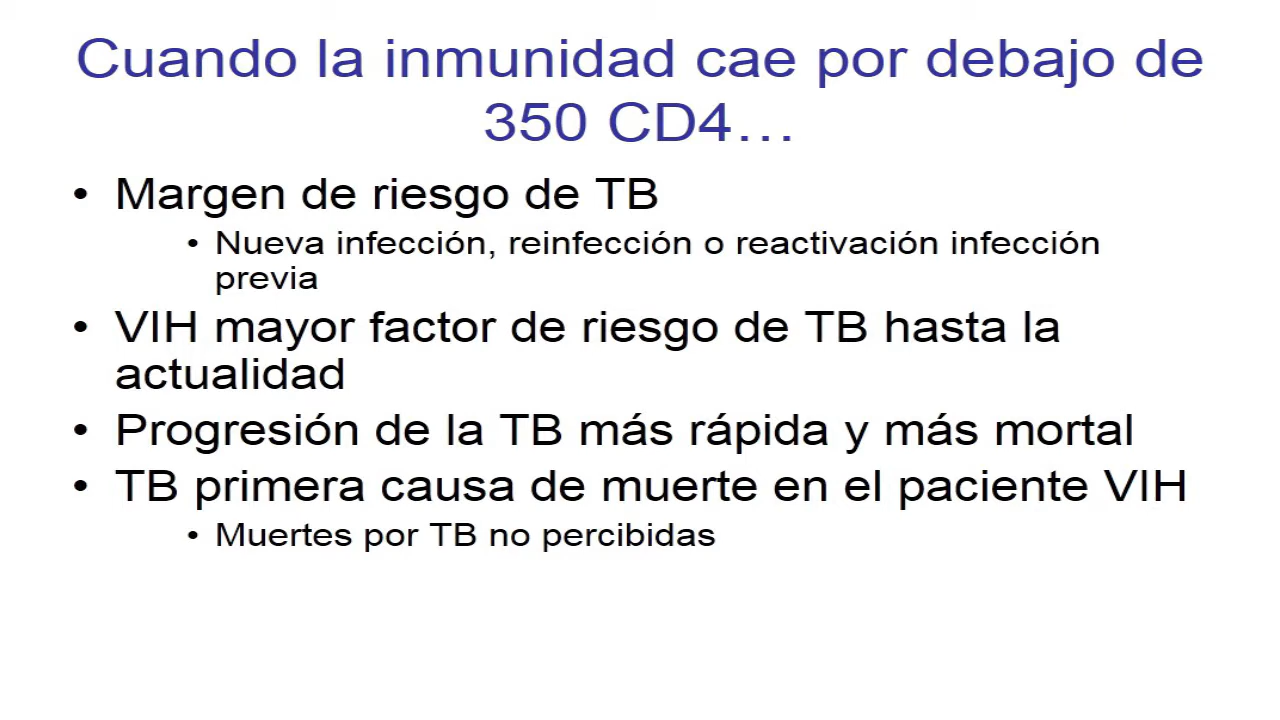 Cuando la inmunidad cae por debajo de
350 CD4…
• Margen de riesgo de TB
• Nueva infección, reinfección o reactivación infección
previa
• VIH mayor factor de riesgo de TB hasta la
actualidad
• Progresión de la TB más rápida y más mortal
• TB primera causa de muerte en el paciente VIH
• Muertes por TB no percibidas